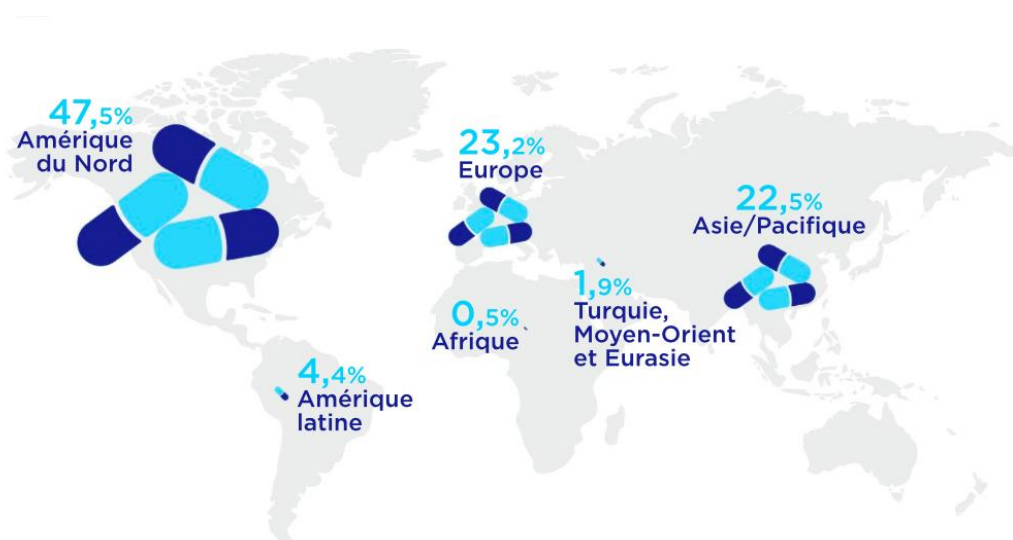 47,5%
Amérique
du Nord
23,2%
Europe
22,5%
Asie/Pacifique
1,9%
Turquie,
Moyen-Orient
et Eurasie
0,5%
Afrique
4,4%
Amérique
latine